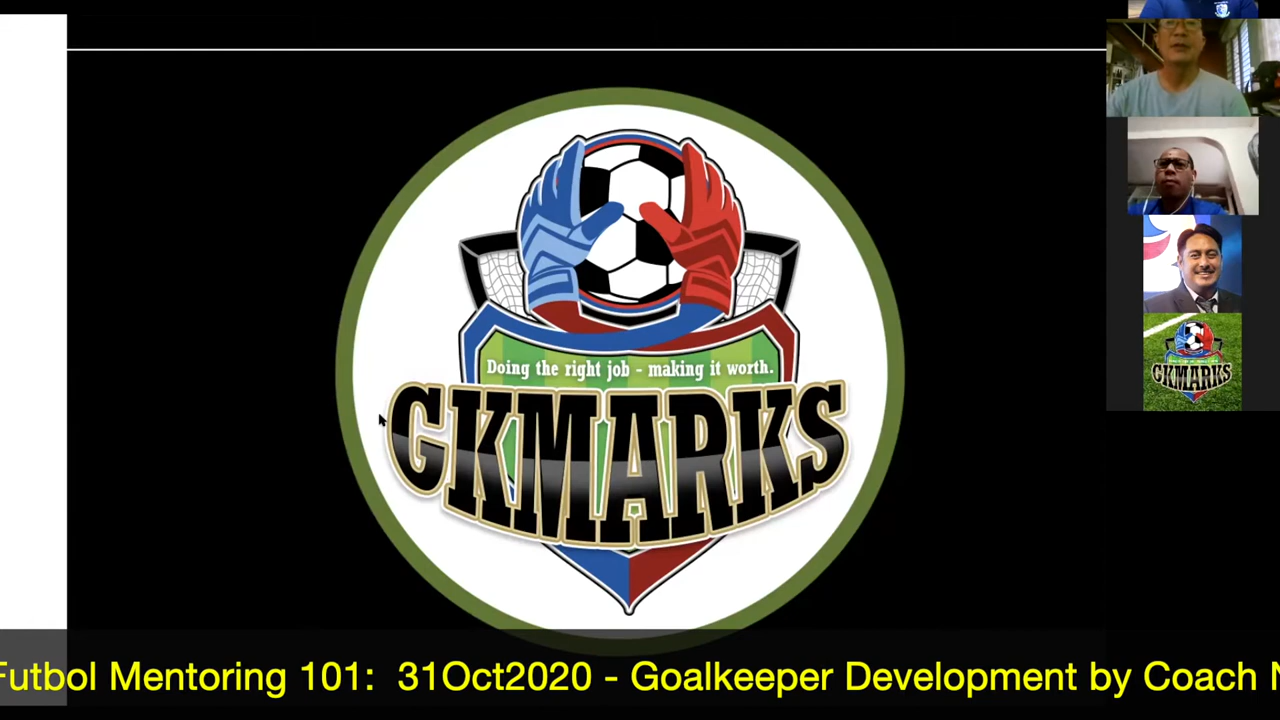 Doing the right job - making it worth.
GKMARKS
GKMARKS
Futbol Mentoring 101: 31Oct2020 - Goalkeeper Development by Coach N